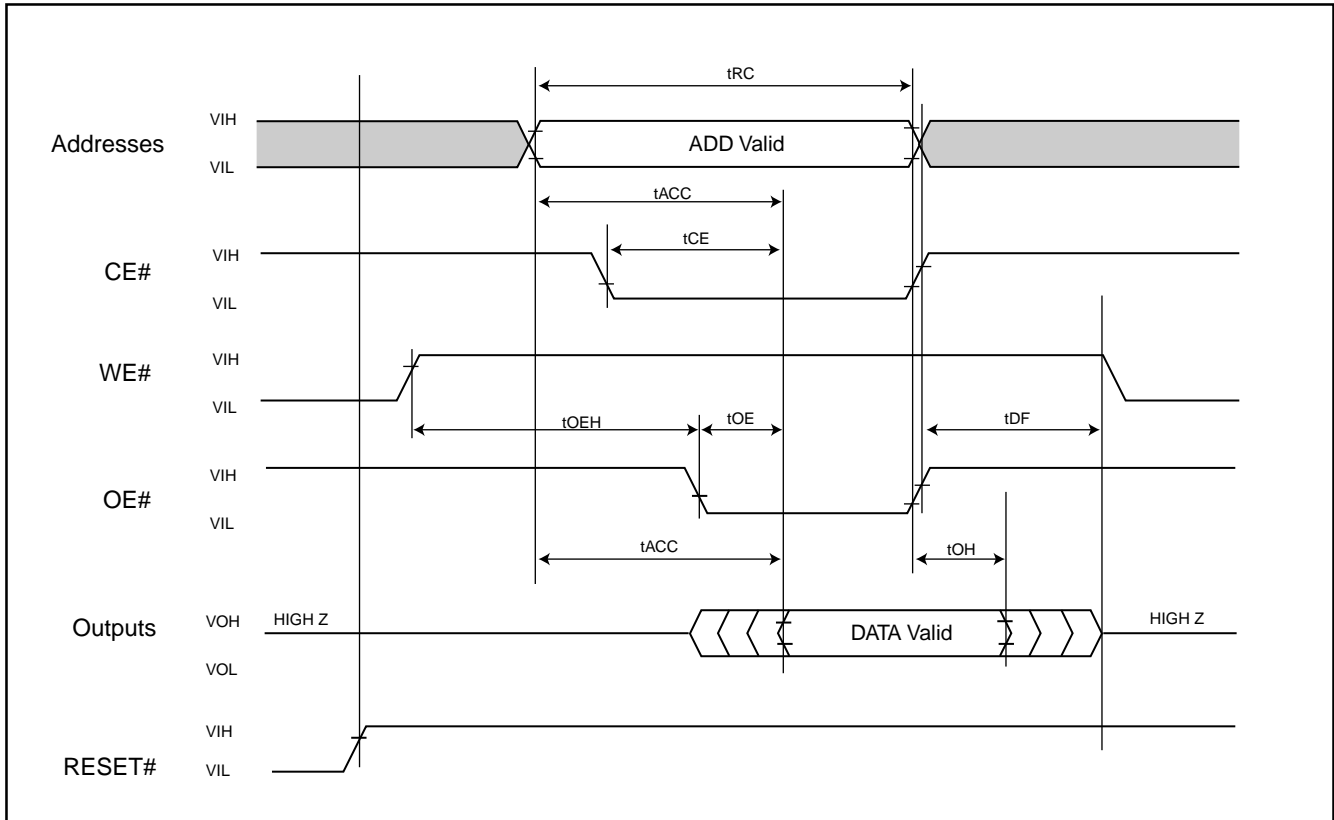 tRC
VIH
Addresses
ADD Valid
VIL
tACC
tCE
VIH
CE#
VIL
VIH
WE#
VIL
tOEH
tOE
tDF
VIH
OE#
VIL
tACC
tOH
VOH
HIGH Z
HIGH Z
Outputs
DATA Valid
VOL
VIH
RESET#
VIL